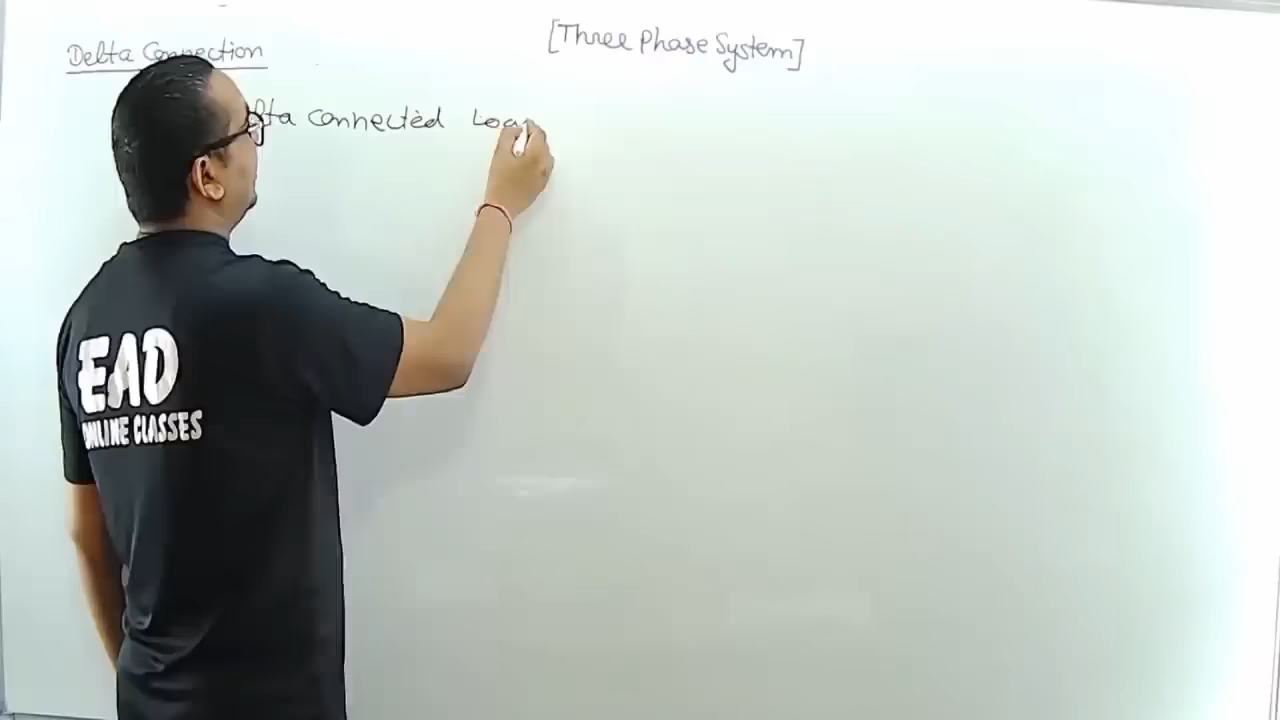 [Three Phase System]
Delta Connection
connected
EAD
ONLINE CLASSES